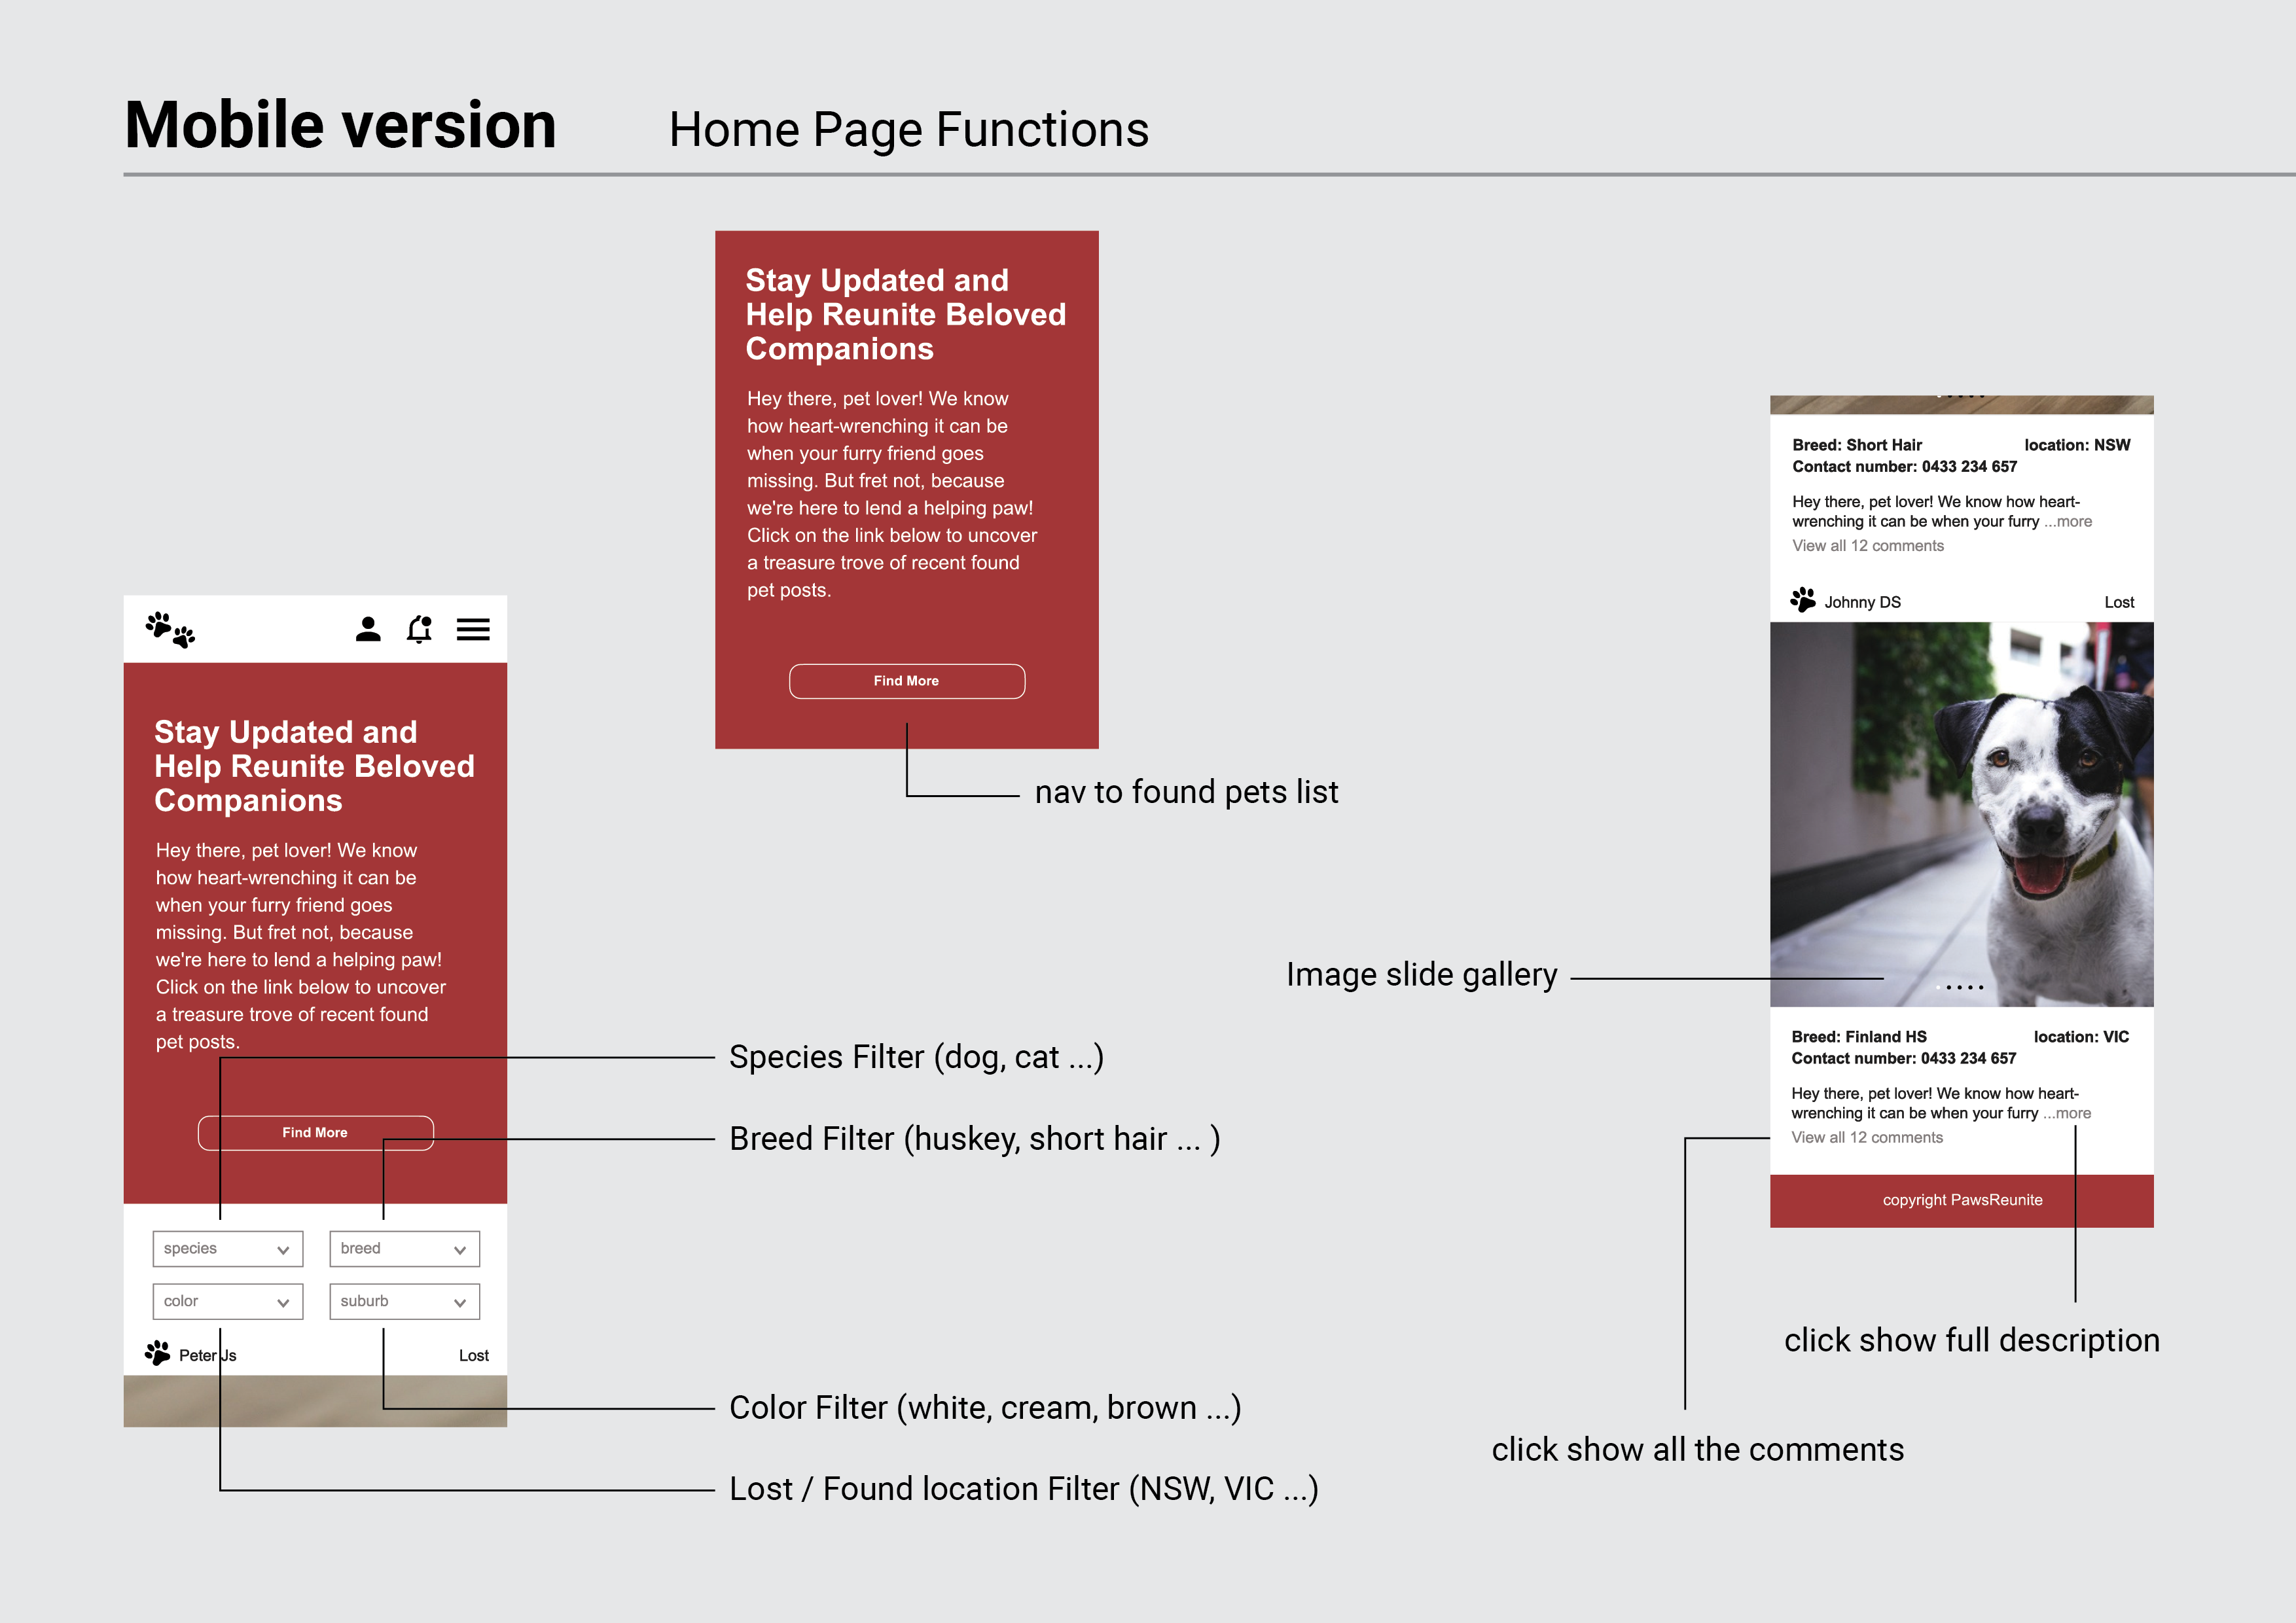 Mobile version
Home Page Functions
Stay Updated and
Help Reunite Beloved
Companions
Hey there, pet lover! We know
how heart-wrenching it can be
when your furry friend goes
missing. But fret not, because
we're here to lend a helping paw!
Click on the link below to uncover
a treasure trove of recent found
pet posts.
Find More
nav to found pets list
Stay Updated and
Help Reunite Beloved
Companions
Hey there, pet lover! We know
how heart-wrenching it can be
when your furry friend goes
missing. But fret not, because
we're here to lend a helping paw!
Click on the link below to uncover
a treasure trove of recent found
pet posts.
Find More
species
breed
color
suburb
Peter Js
Lost
Species Filter (dog, cat ...)
Breed Filter (huskey, short hair ... )
Color Filter (white, cream, brown ...)
Lost / Found location Filter (NSW, VIC ...)
Breed: Short Hair
location: NSW
Contact number: 0433 234 657
Hey there, pet lover! We know how heart-
wrenching it can be when your furry ...more
View all 12 comments
Johnny DS
Lost
Image slide gallery
Breed: Finland HS
location: VIC
Contact number: 0433 234 657
Hey there, pet lover! We know how heart-
wrenching it can be when your furry ...more
View all 12 comments
copyright PawsReunite
click show full description
click show all the comments